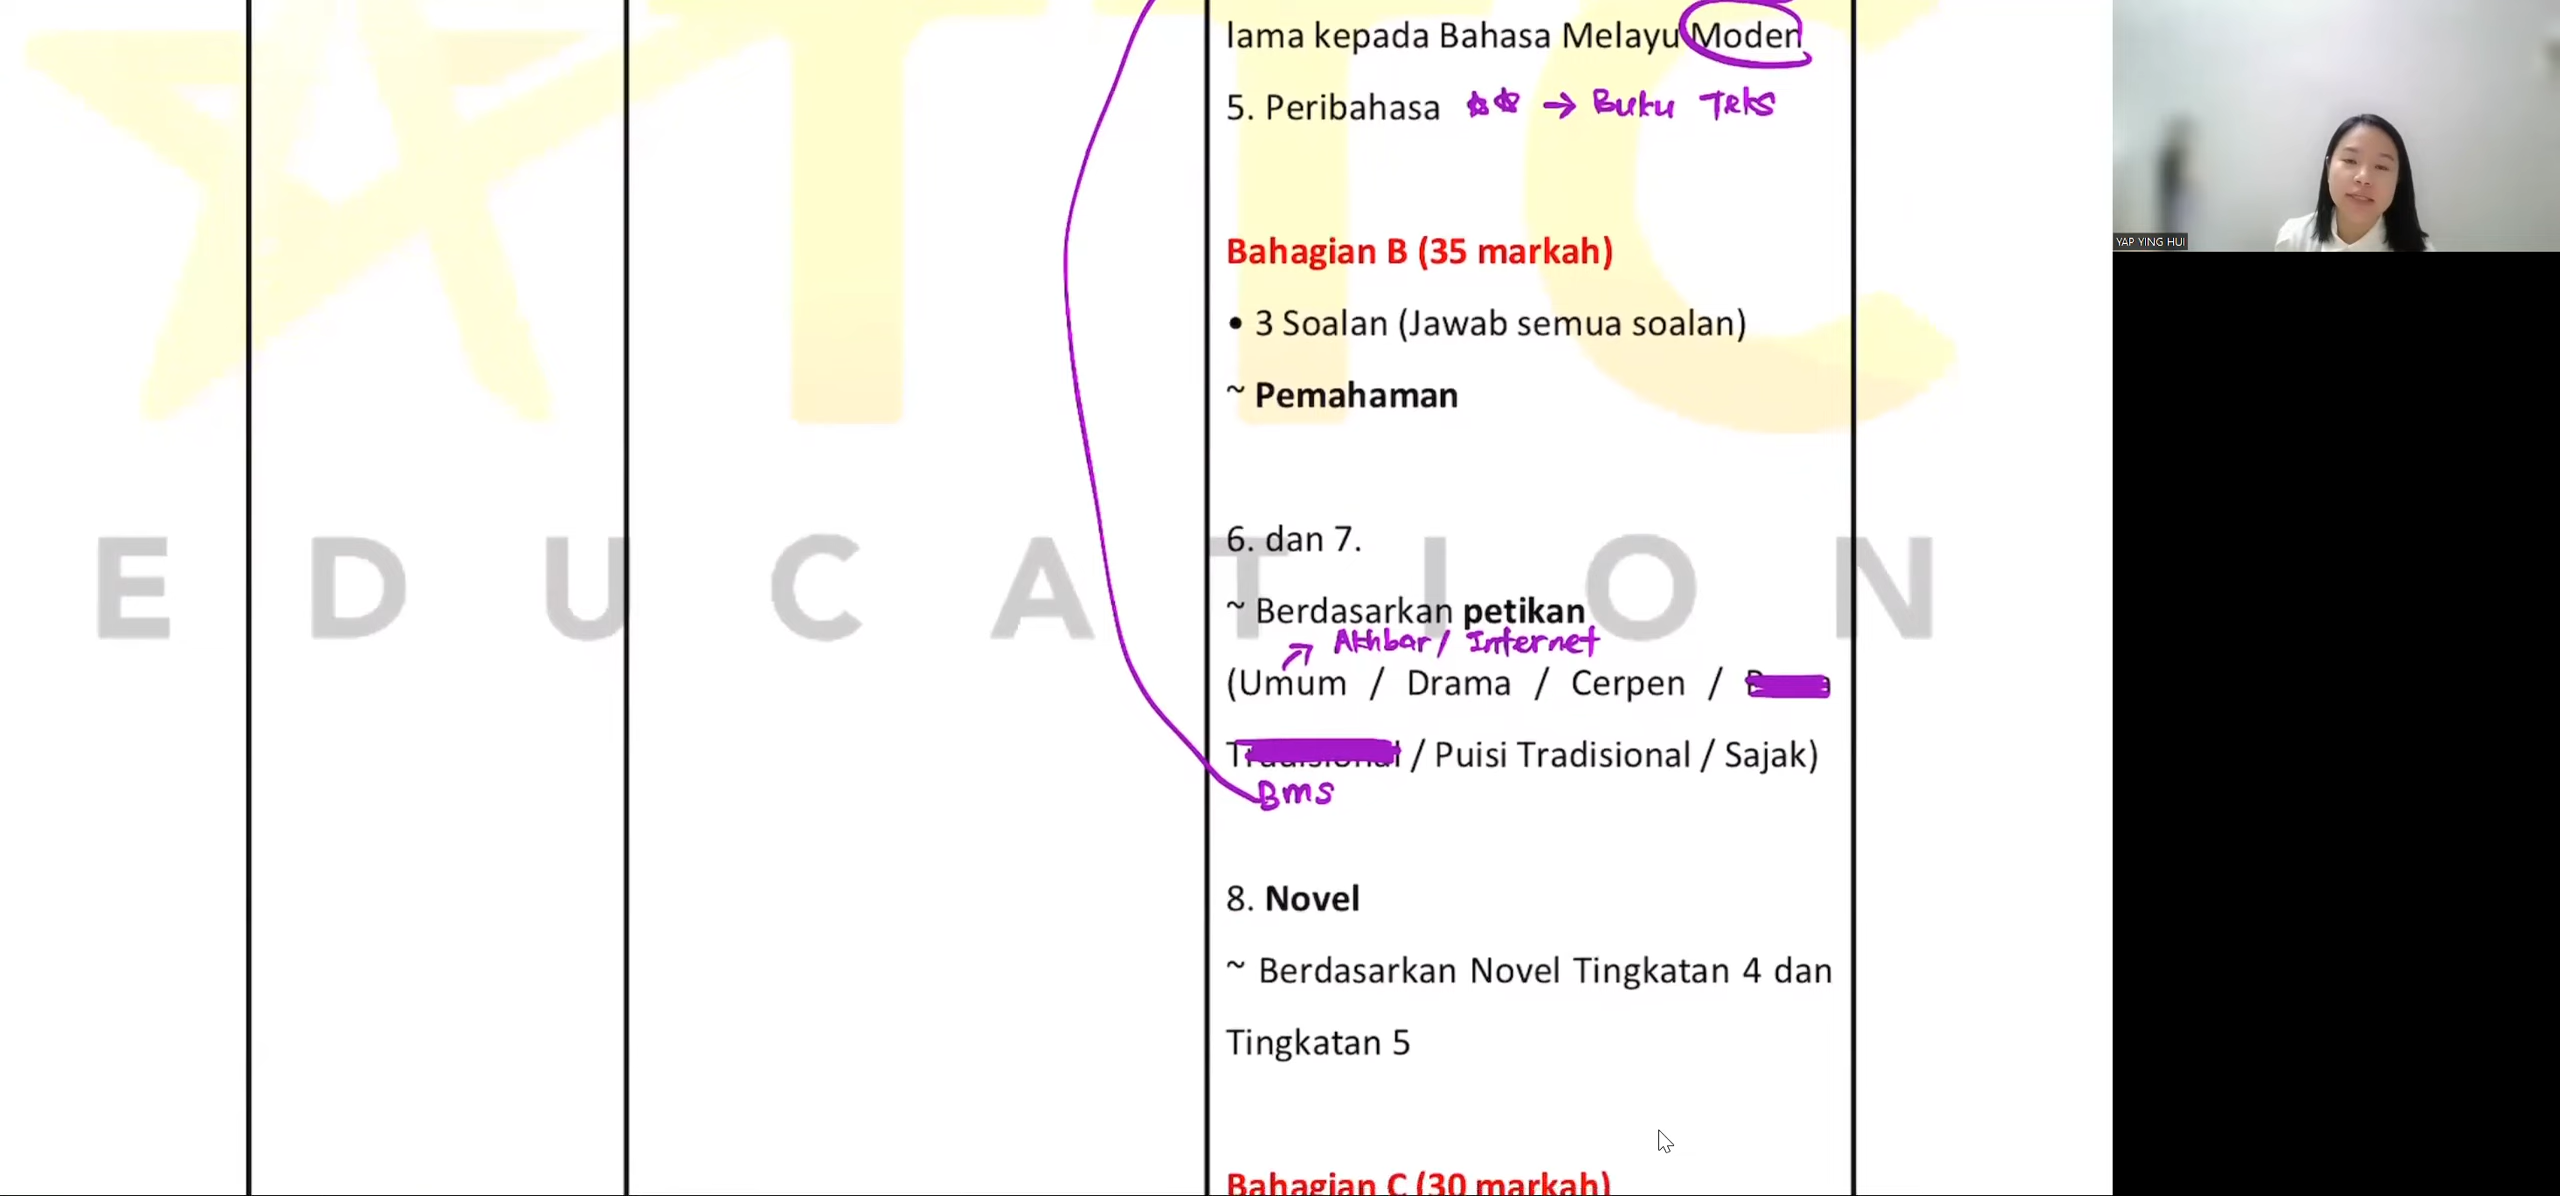 lama kepada Bahasa Melayu Moden
5. Peribahasa → Buku Teks
YAP YING HUI
Bahagian B (35 markah)
• 3 Soalan (Jawab semua soalan)
~ Pemahaman
EDUCATION
6. dan 7.
~ Berdasarkan petikan
Akhbar / Internet
(Umum / Drama / Cerpen /
/ Puisi Tradisional / Sajak)
Bms
8. Novel
~ Berdasarkan Novel Tingkatan 4 dan
Tingkatan 5
Bahagian C (30 markah)